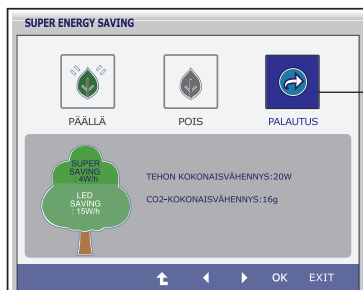 SUPER ENERGY SAVING
PÄÄLLÄ
POIS
PALAUTUS
SUPER
SAVING
: 4W/h
LED
SAVING
: 15W/h
TEHON KOKONAISVÄHENNYS:20W
CO2-KOKONAISVÄHENNYS:16g
OK
EXIT